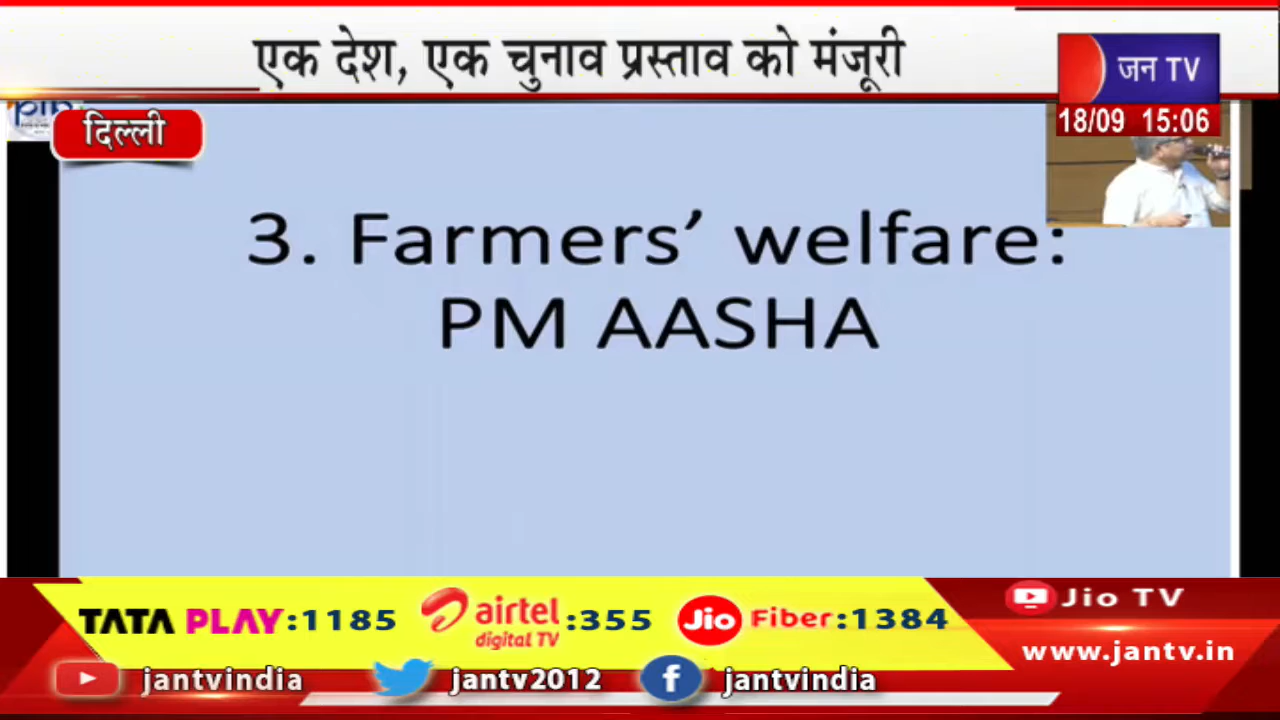 एक देश, एक चुनाव प्रस्ताव को मंजूरी
जन TV
18/09 15:06
दिल्ली
3. Farmers’ welfare:
PM AASHA
TATA PLAY:1185
airtel digital TV:355
Jio Fiber:1384
Jio TV
www.jantv.in
jantvindia
jantv2012
jantvindia